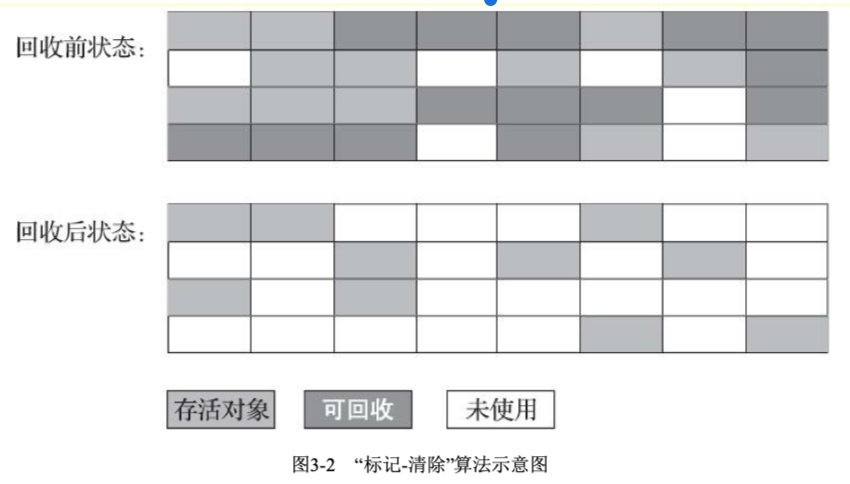 回收前状态：
回收后状态：
存活对象
可回收
未使用
图3-2 “标记-清除”算法示意图